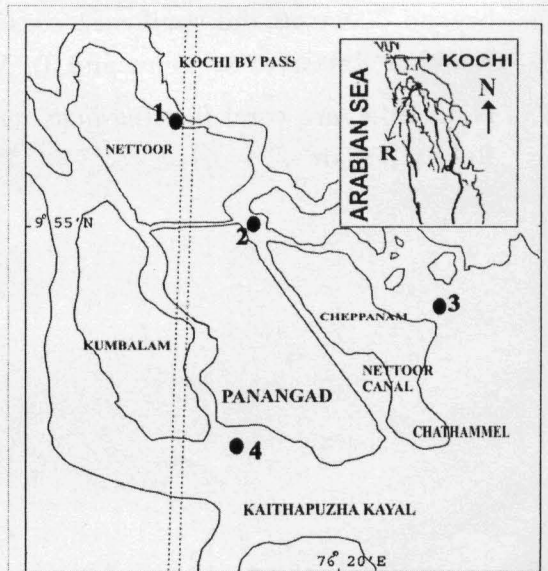 KOCHI BY PASS
KOCHI
N
ARABIAN SEA
R
1
NETTOOR
9° 55'N
2
3
CHEPPANAM
KUMBALAM
NETTOOR
CANAL
PANANGAD
CHATHAMMEL
4
KAITHAPUZHA KAYAL
76° 20'E